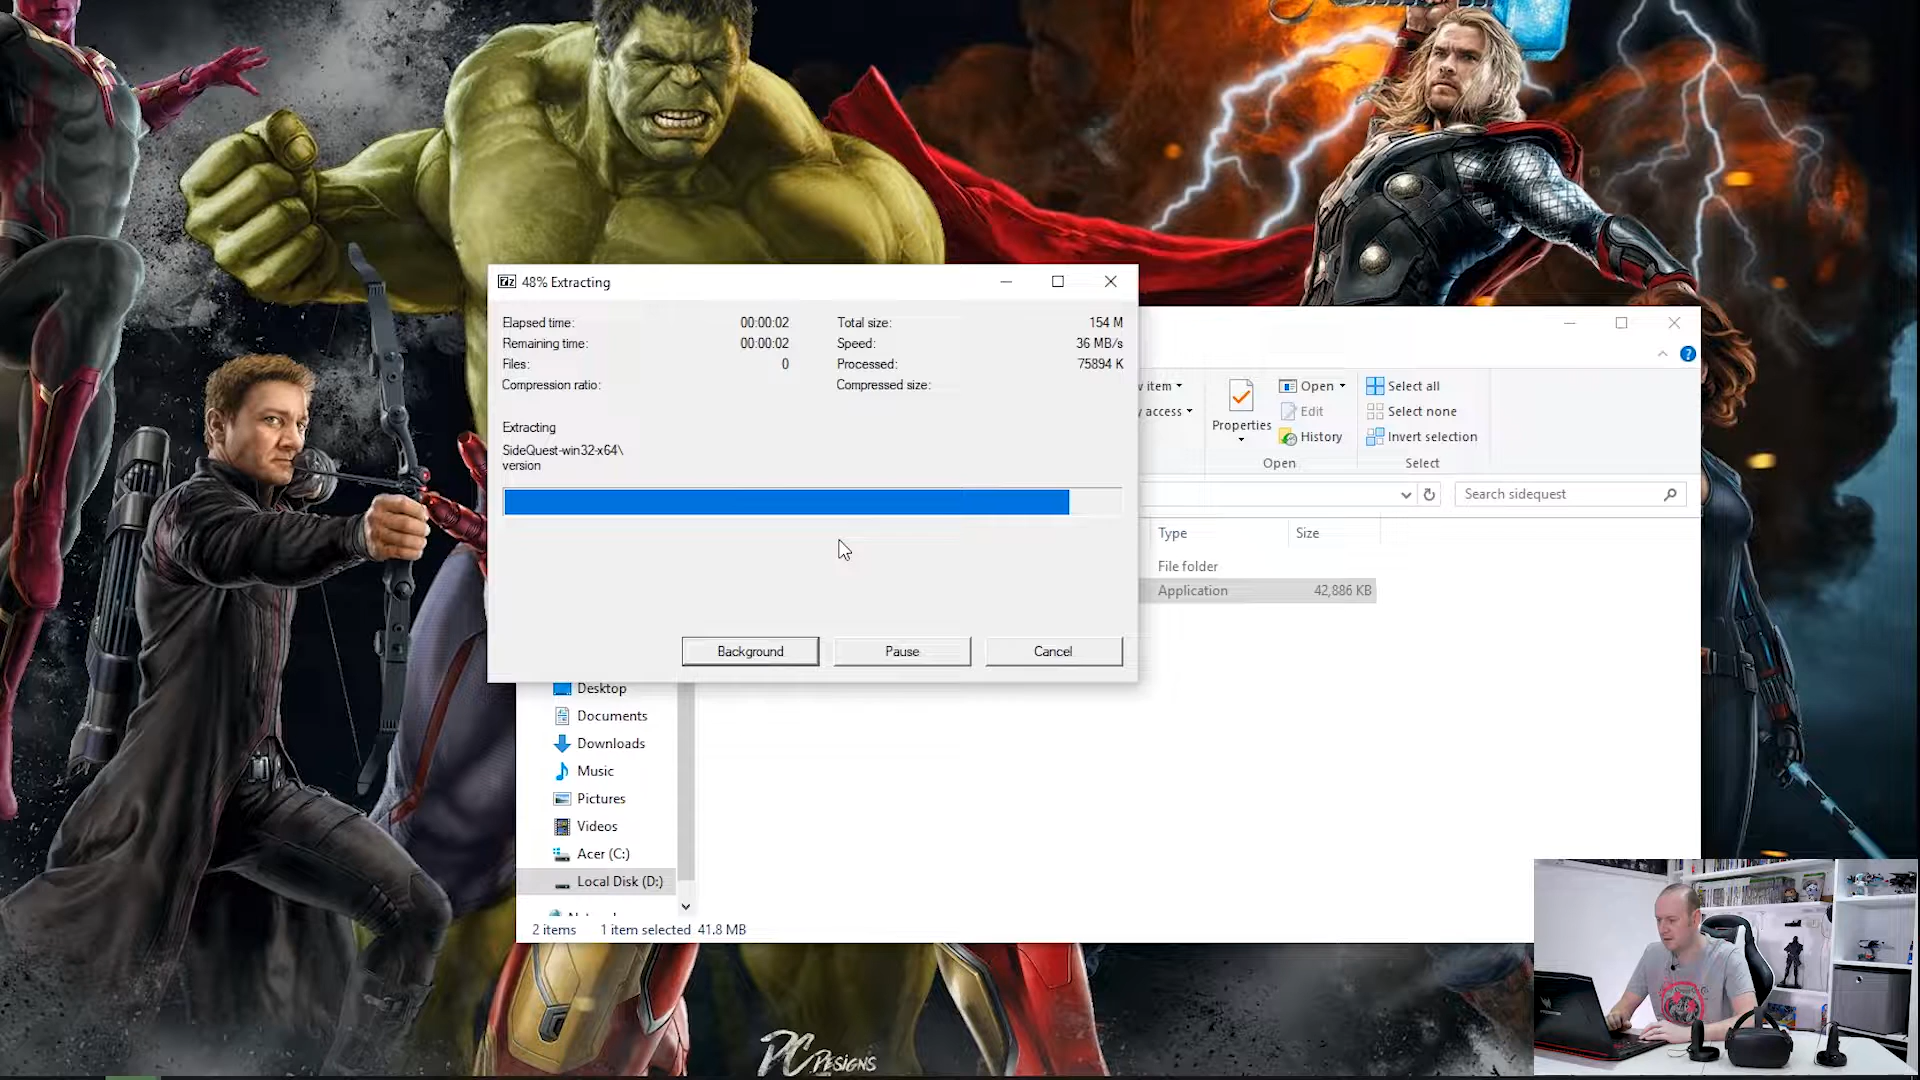 48% Extracting
Elapsed time: 00:00:02 Total size: 154 M
Remaining time: 00:00:02 Speed: 36 MB/s
Files: 0 Processed: 75894 K
Compression ratio: Compressed size:
Extracting
SideQuest-win32-x64\
version
Background Pause Cancel
item
access
Properties
Open
Edit
History
Open
Select all
Select none
Invert selection
Select
Search sidequest
Type Size
File folder
Application 42,886 KB
Desktop
Documents
Downloads
Music
Pictures
Videos
Acer (C:)
Local Disk (D:)
2 items 1 item selected 41.8 MB
PC DESIGNS